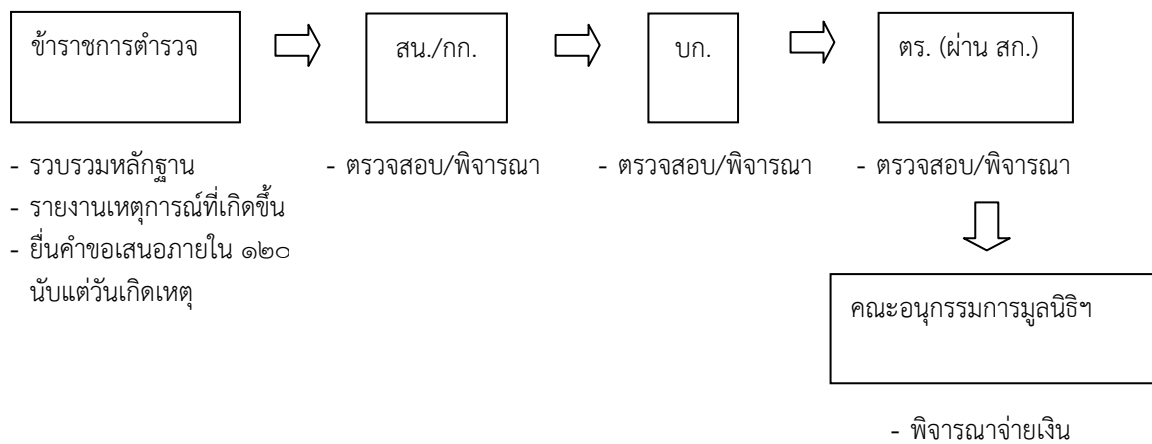 ข้าราชการตำรวจ
สน./กก.
บก.
ตร. (ผ่าน สก.)
- รวบรวมหลักฐาน
- รายงานเหตุการณ์ที่เกิดขึ้น
- ยื่นคำขอเสนอภายใน ๑๒๐
นับแต่วันเกิดเหตุ
- ตรวจสอบ/พิจารณา
- ตรวจสอบ/พิจารณา
- ตรวจสอบ/พิจารณา
คณะอนุกรรมการมูลนิธิฯ
- พิจารณาจ่ายเงิน